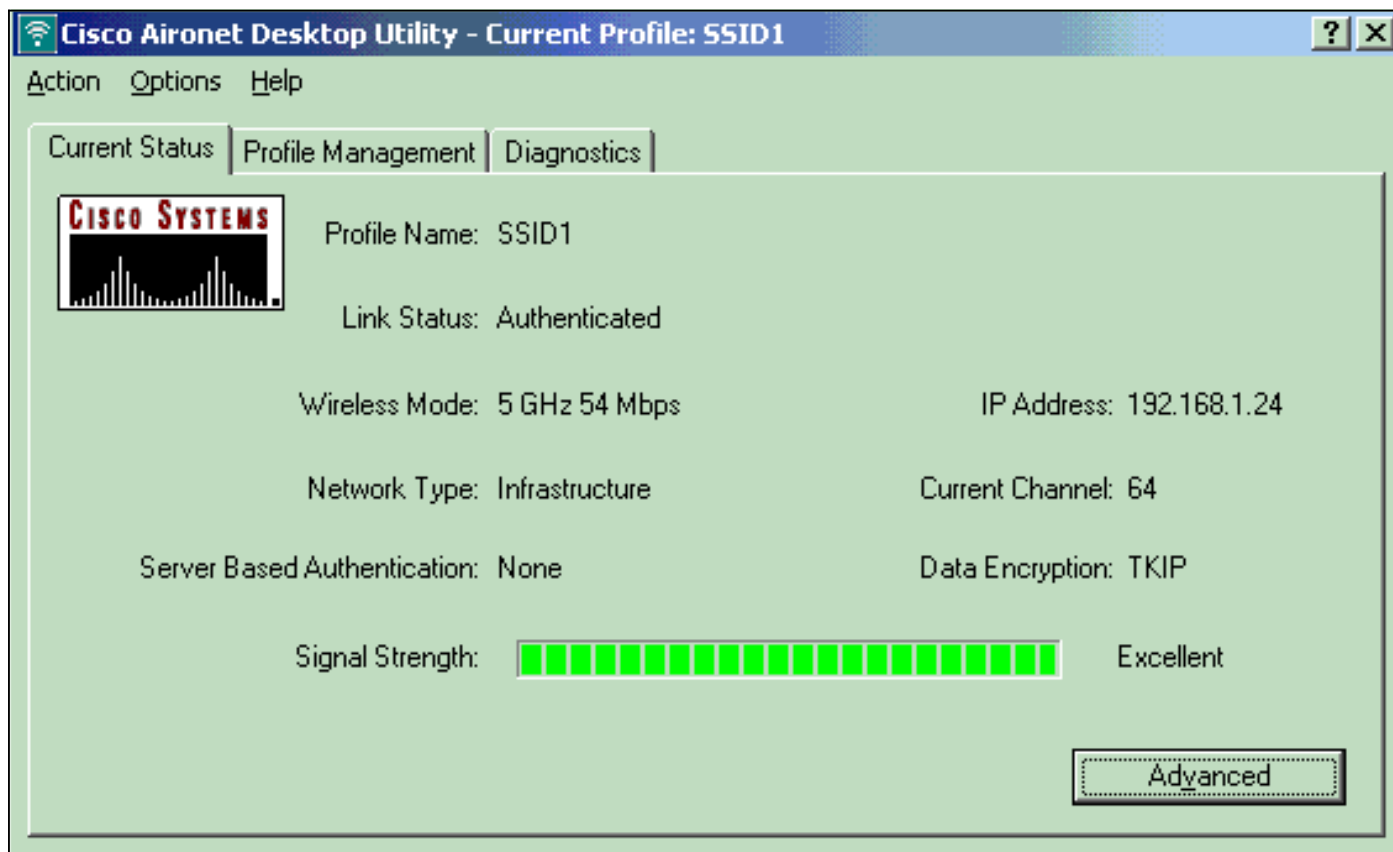 Cisco Aironet Desktop Utility - Current Profile: SSID1
? X
Action Options Help
Current Status Profile Management Diagnostics
CISCO SYSTEMS
Profile Name: SSID1
Link Status: Authenticated
Wireless Mode: 5 GHz 54 Mbps IP Address: 192.168.1.24
Network Type: Infrastructure Current Channel: 64
Server Based Authentication: None Data Encryption: TKIP
Signal Strength: Excellent
Advanced